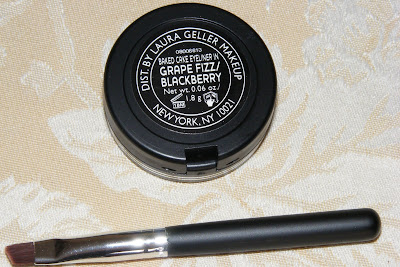 DIST. BY LAURA GELLER MAKEUP
08006613
BAKED CAKE EYELINER IN
GRAPE FIZZ/
BLACKBERRY
Net wt. 0.06 oz/
1.8 g
NEW YORK, NY 10021